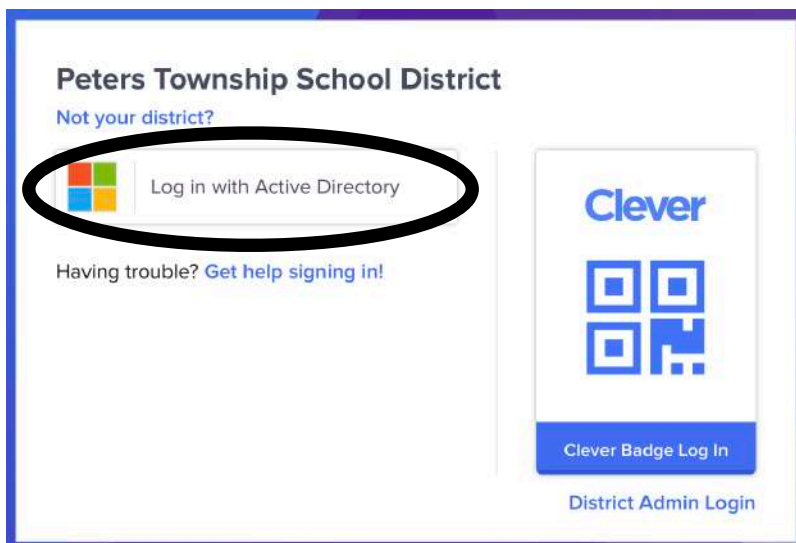 Peters Township School District
Not your district?
Log in with Active Directory
Having trouble? Get help signing in!
Clever
Clever Badge Log In
District Admin Login